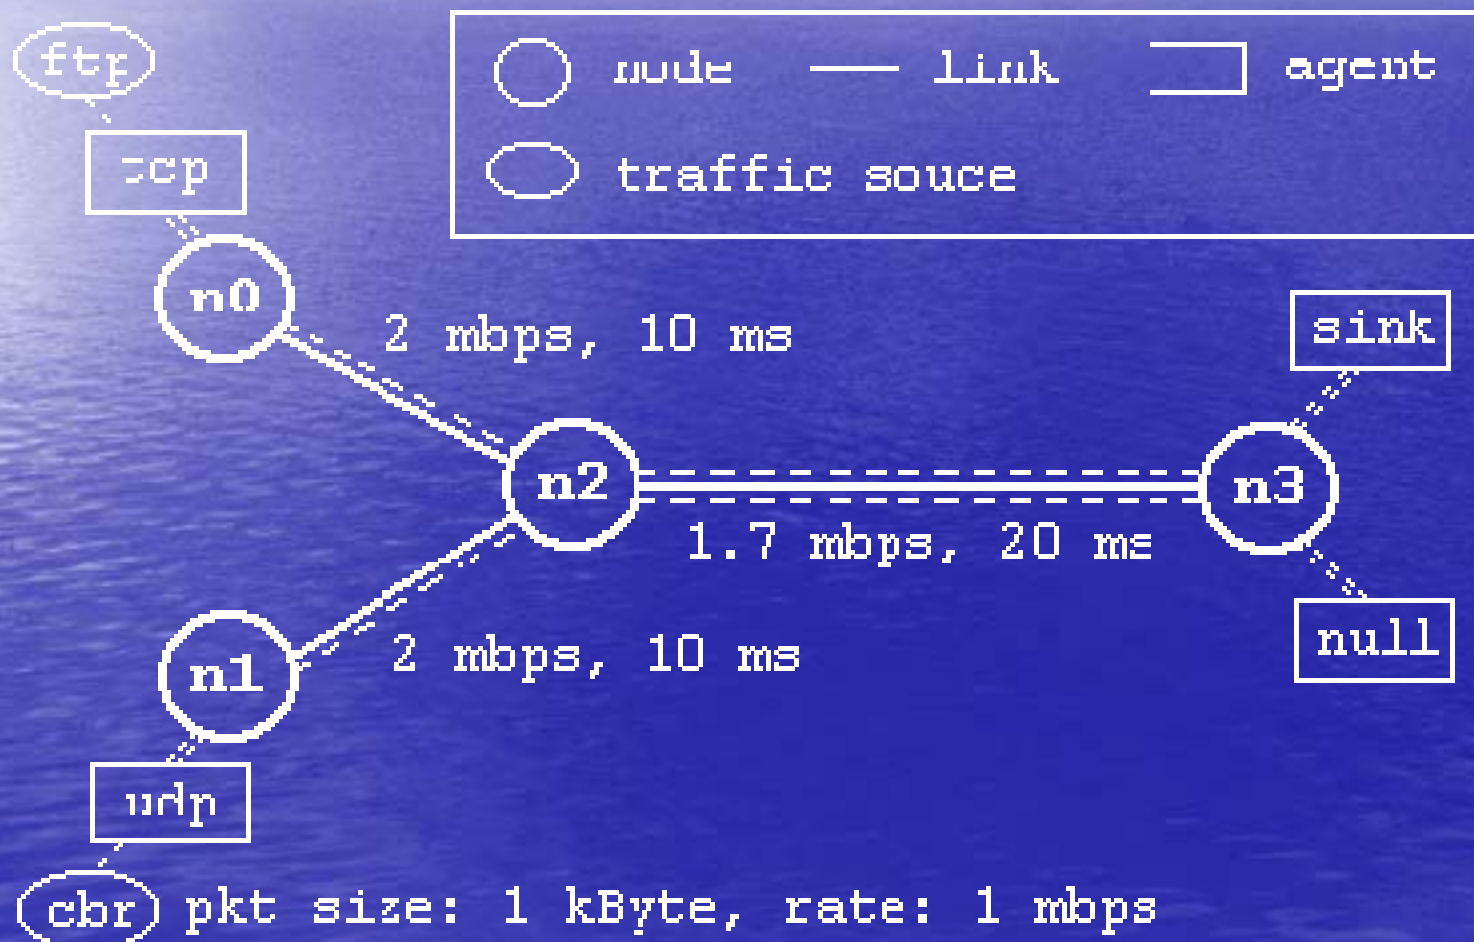 ftp
node link agent
traffic souce
tcp
n0
2 mbps, 10 ms
sink
n2
n3
1.7 mbps, 20 ms
2 mbps, 10 ms
null
n1
udp
cbr pkt size: 1 kByte, rate: 1 mbps